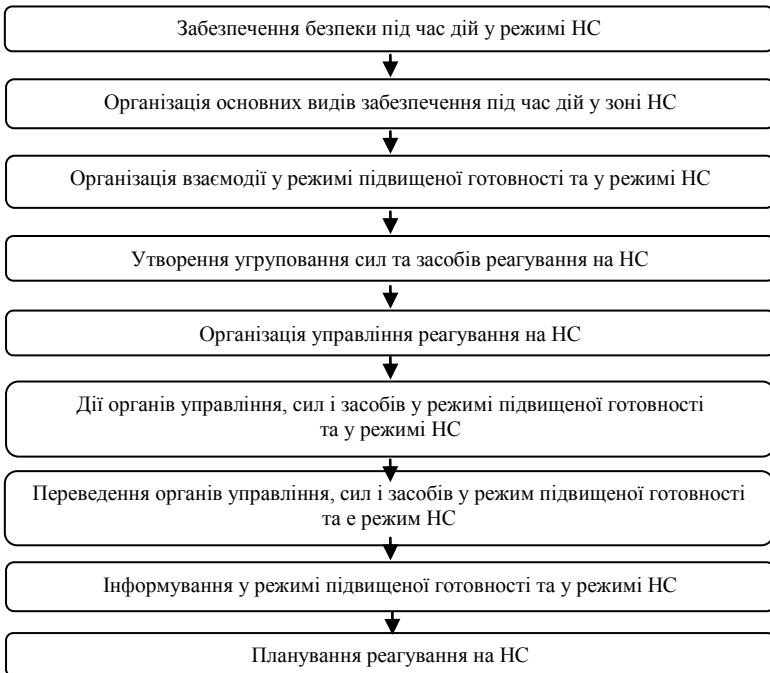 Забезпечення безпеки під час дій у режимі НС
Організація основних видів забезпечення під час дій у зоні НС
Організація взаємодії у режимі підвищеної готовності та у режимі НС
Утворення угруповання сил та засобів реагування на НС
Організація управління реагування на НС
Дії органів управління, сил і засобів у режимі підвищеної готовності
та у режимі НС
Переведення органів управління, сил і засобів у режим підвищеної готовності
та е режим НС
Інформування у режимі підвищеної готовності та у режимі НС
Планування реагування на НС